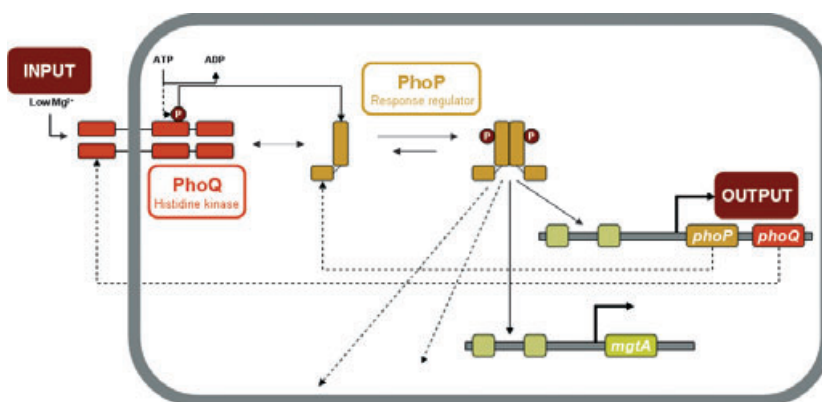 INPUT
Low Mg²⁺
ATP
ADP
P
PhoP
Response regulator
P
P
PhoQ
Histidine kinase
OUTPUT
phoP
phoQ
mgtA